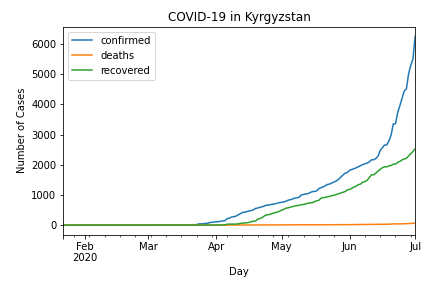 COVID-19 in Kyrgyzstan
confirmed
deaths
recovered
Number of Cases
6000
5000
4000
3000
2000
1000
0
Feb Mar Apr May Jun Jul
2020
Day